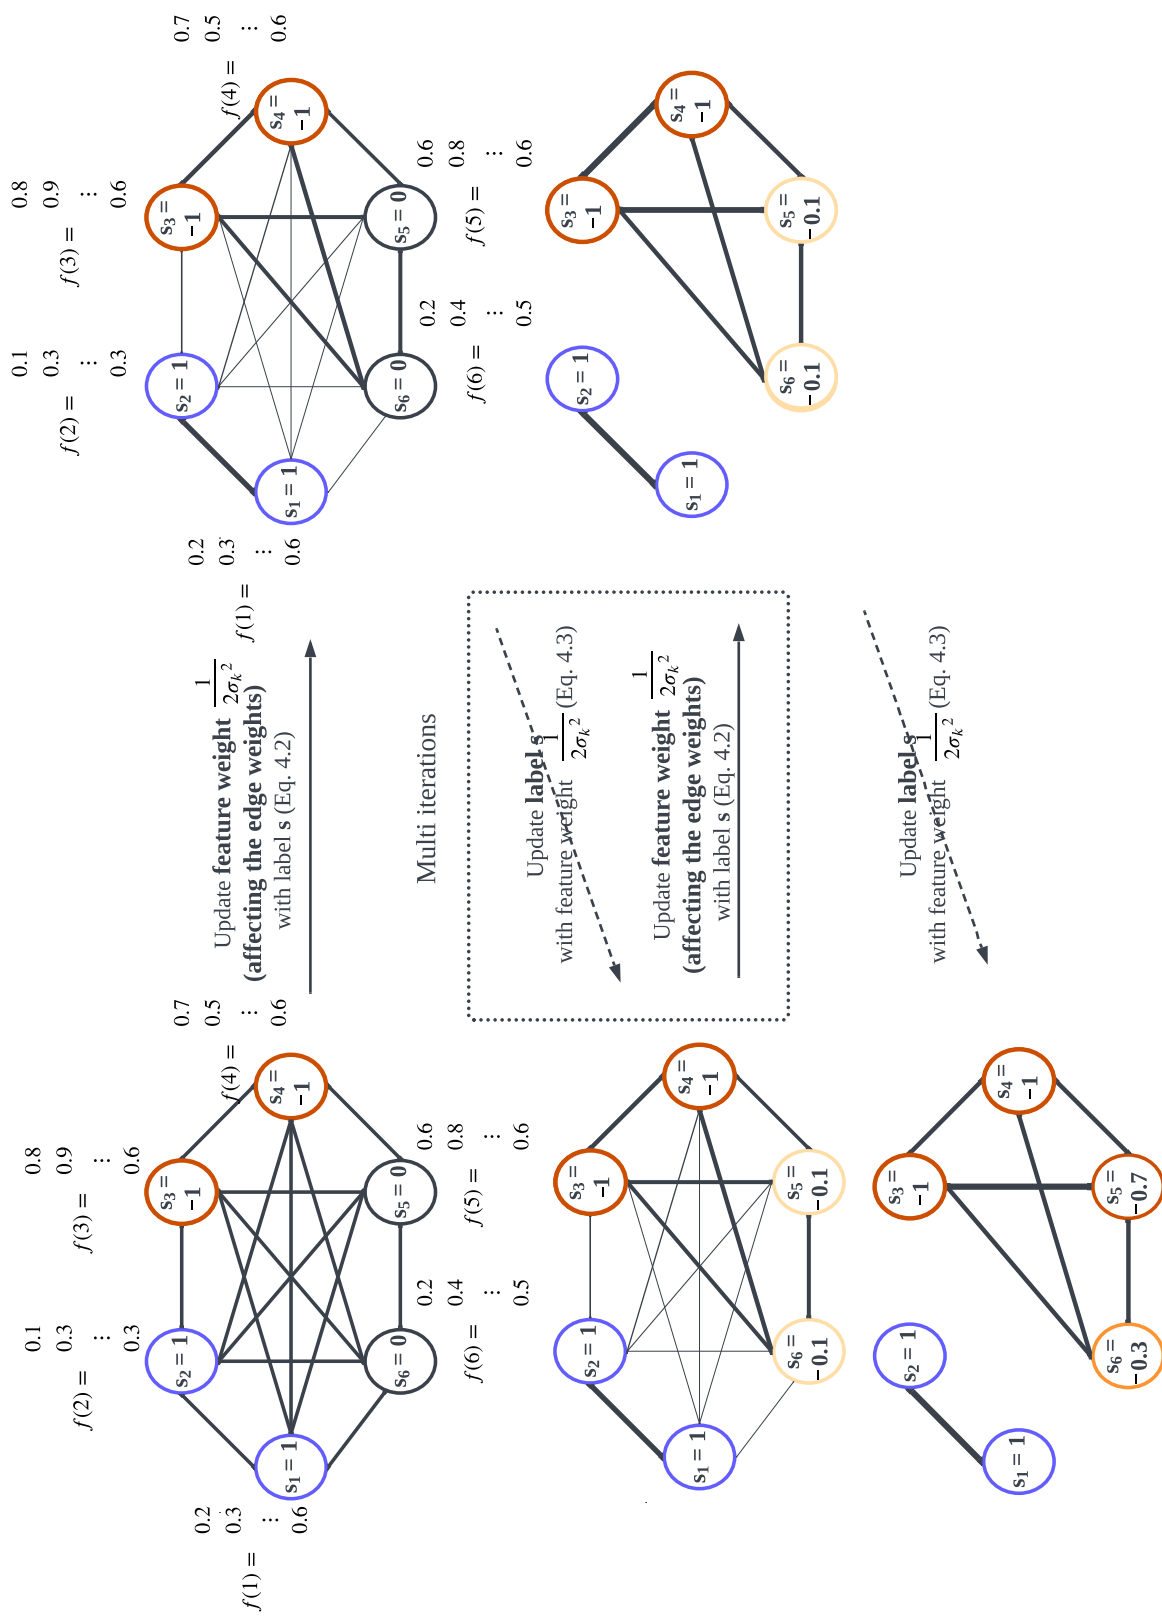 f(2) =
0.1
0.3
⋮
0.3
f(3) =
0.8
0.9
⋮
0.6
f(1) =
0.2
0.3
⋮
0.6
f(4) =
0.7
0.5
⋮
0.6
s2 = 1
s3 =
-1
s1 = 1
s4 =
-1
s6 = 0
s5 = 0
f(6) =
0.2
0.4
⋮
0.5
f(5) =
0.6
0.8
⋮
0.6
Update feature weight 1/2σk²
(affecting the edge weights)
with label s (Eq. 4.2)
f(2) =
0.1
0.3
⋮
0.3
f(3) =
0.8
0.9
⋮
0.6
f(1) =
0.2
0.3
⋮
0.6
f(4) =
0.7
0.5
⋮
0.6
s2 = 1
s3 =
-1
s1 = 1
s4 =
-1
s6 = 0
s5 = 0
f(6) =
0.2
0.4
⋮
0.5
f(5) =
0.6
0.8
⋮
0.6
Multi iterations
s2 = 1
s3 =
-1
s1 = 1
s4 =
-1
s6 =
-0.1
s5 =
-0.1
Update label s
with feature weight 1/2σk² (Eq. 4.3)
Update feature weight 1/2σk²
(affecting the edge weights)
with label s (Eq. 4.2)
s2 = 1
s3 =
-1
s1 = 1
s4 =
-1
s6 =
-0.1
s5 =
-0.1
Update label s
with feature weight 1/2σk² (Eq. 4.3)
s2 = 1
s3 =
-1
s1 = 1
s4 =
-1
s6 =
-0.3
s5 =
-0.7